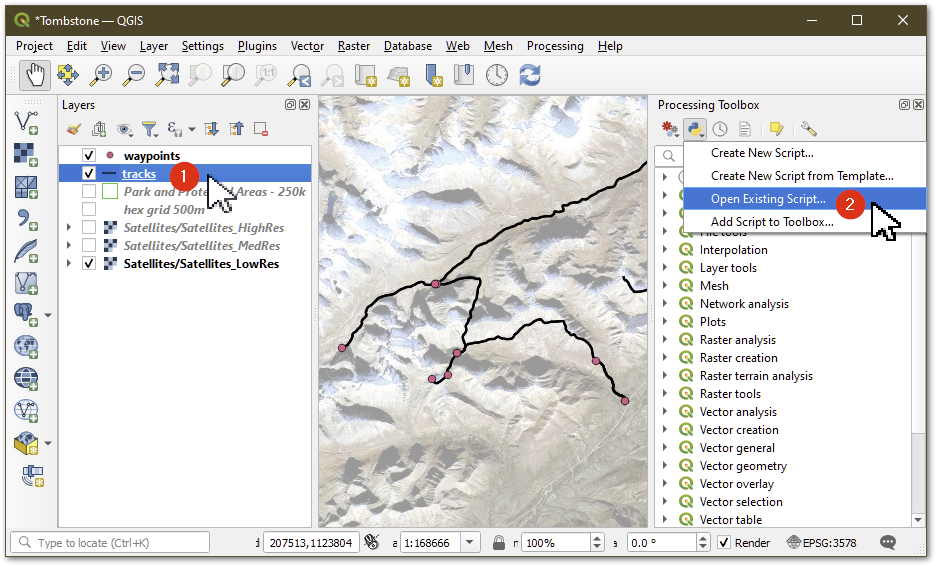 *Tombstone — QGIS
Project Edit View Layer Settings Plugins Vector Raster Database Web Mesh Processing Help
1:1
Layers
waypoints
tracks
1
Park and Areas - 250k
hex grid 500m
Satellites/Satellites_HighRes
Satellites/Satellites_MedRes
Satellites/Satellites_LowRes
Processing Toolbox
Create New Script...
Create New Script from Template...
Open Existing Script...
2
Add Script to Toolbox...
Interpolation
Layer tools
Mesh
Network analysis
Plots
Raster analysis
Raster creation
Raster terrain analysis
Raster tools
Vector analysis
Vector creation
Vector general
Vector geometry
Vector overlay
Vector selection
Vector table
Type to locate (Ctrl+K) 207513,1123804 1:168666 100% 0.0 ° Render EPSG:3578